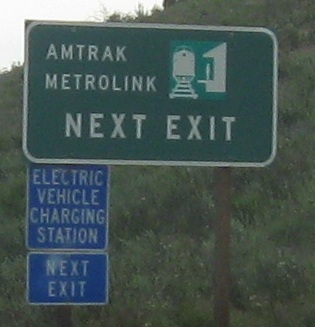 AMTRAK
METROLINK
NEXT EXIT
ELECTRIC
VEHICLE
CHARGING
STATION
NEXT
EXIT